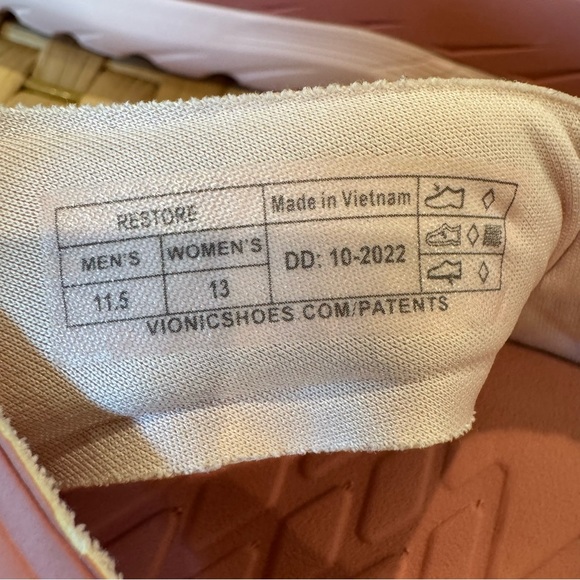 RESTORE
Made in Vietnam
MEN'S WOMEN'S
DD: 10-2022
11.5 13
VIONICSHOES.COM/PATENTS